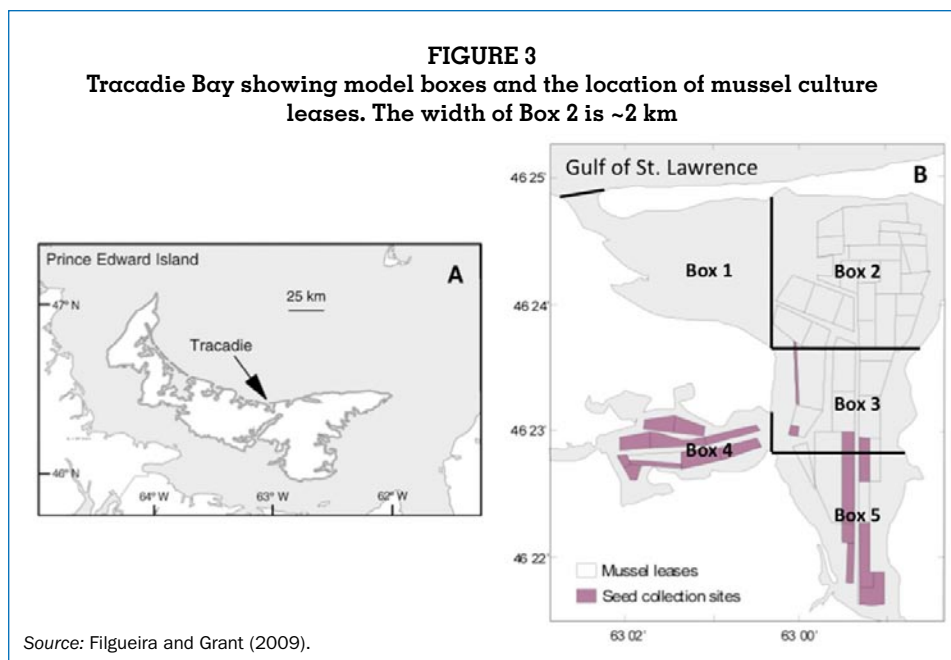 FIGURE 3
Tracadie Bay showing model boxes and the location of mussel culture
leases. The width of Box 2 is ~2 km
Prince Edward Island
A
25 km
47° N
Tracadie
46° N
64° W
63° W
62° W
Gulf of St. Lawrence
B
46 25'
Box 1
Box 2
46 24'
Box 3
46 23'
Box 4
Box 5
46 22'
Mussel leases
Seed collection sites
63 02'
63 00'
Source: Filgueira and Grant (2009).